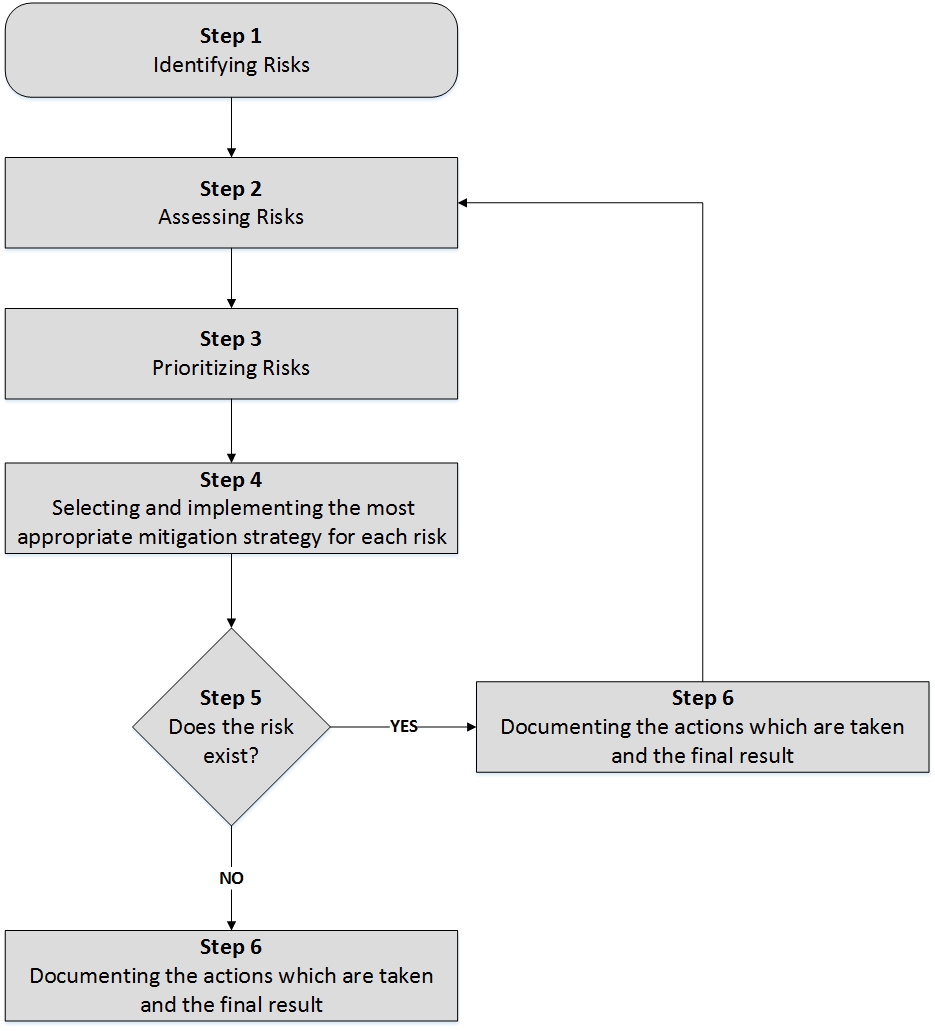 Step 1
Identifying Risks
Step 2
Assessing Risks
Step 3
Prioritizing Risks
Step 4
Selecting and implementing the most
appropriate mitigation strategy for each risk
Step 5
Does the risk
exist?
YES
Step 6
Documenting the actions which are taken
and the final result
NO
Step 6
Documenting the actions which are taken
and the final result